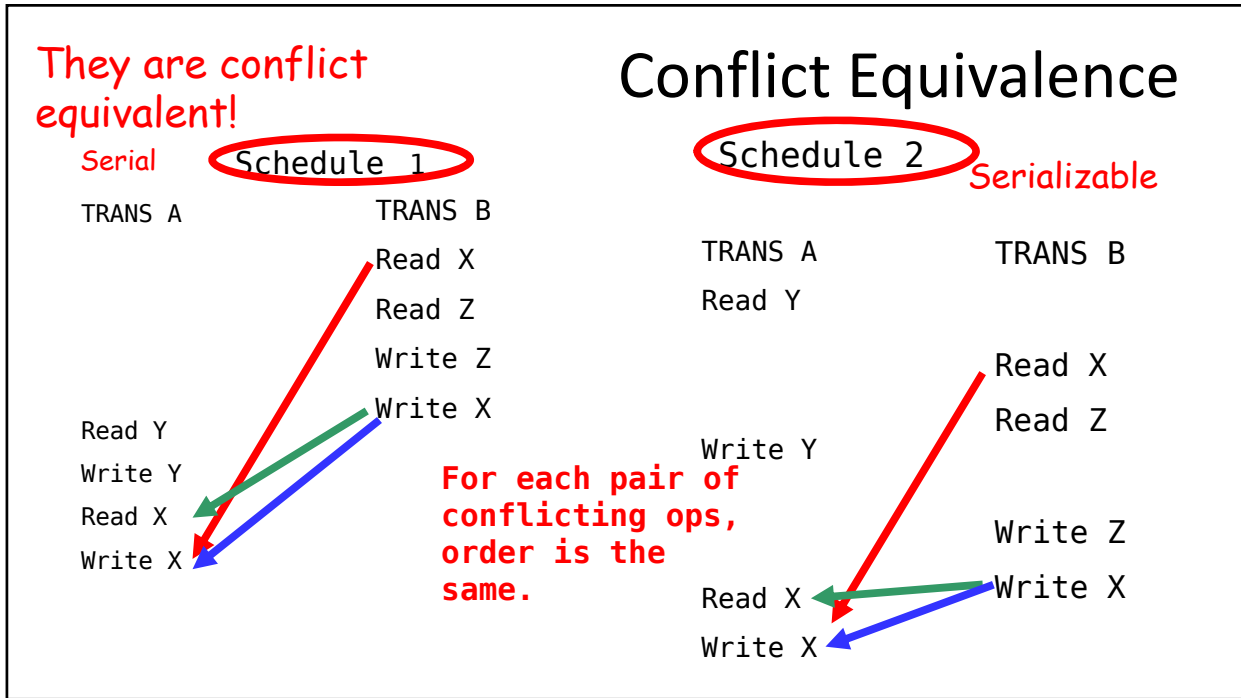 They are conflict
equivalent!
Conflict Equivalence
Serial
Schedule 1
TRANS A
TRANS B
Read X
Read Z
Write Z
Write X
Read Y
Write Y
Read X
Write X
For each pair of
conflicting ops,
order is the
same.
Schedule 2
Serializable
TRANS A
TRANS B
Read Y
Read X
Read Z
Write Y
Write Z
Write X
Read X
Write X